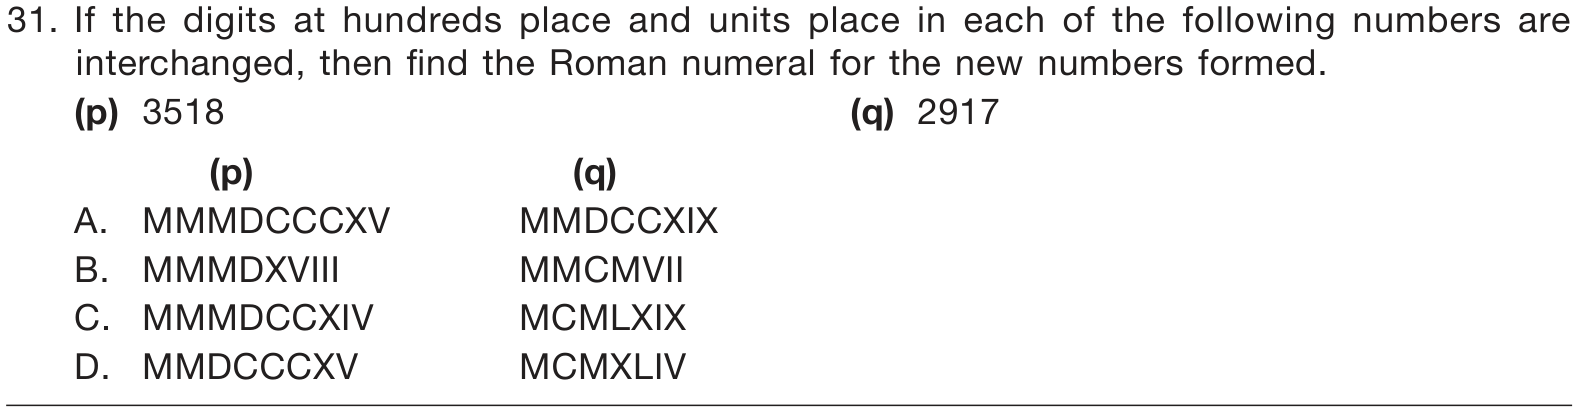 31. If the digits at hundreds place and units place in each of the following numbers are
interchanged, then find the Roman numeral for the new numbers formed.
(p) 3518 (q) 2917
(p) (q)
A. MMMDCCCXV MMDCCXIX
B. MMMDXVIII MMCMVII
C. MMMDCCXIV MCMLXIX
D. MMDCCCXV MCMXLIV